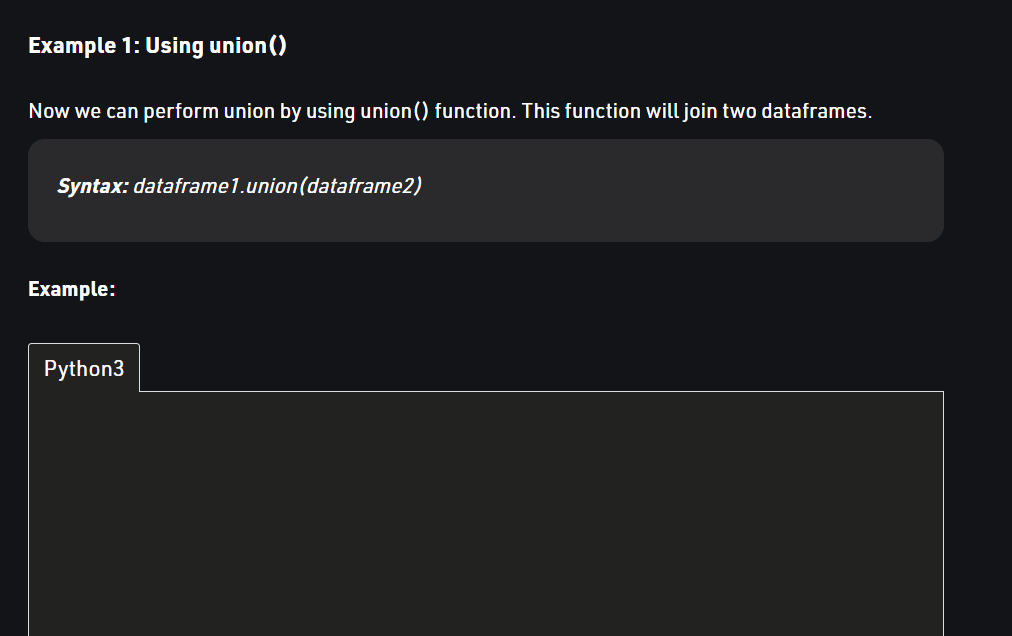 Example 1: Using union()
Now we can perform union by using union() function. This function will join two dataframes.
Syntax: dataframe1.union(dataframe2)
Example:
Python3